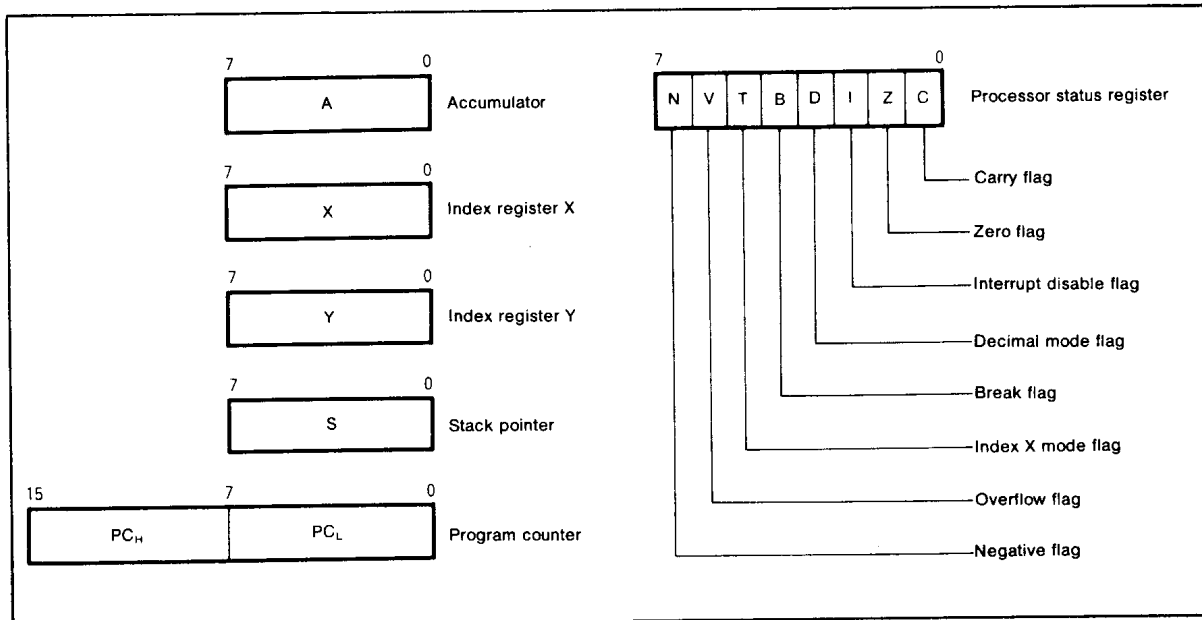 7 0
A
Accumulator
7 0
X
Index register X
7 0
Y
Index register Y
7 0
S
Stack pointer
15 7 0
PCH PCL
Program counter
7 0
N V T B D I Z C
Processor status register
Carry flag
Zero flag
Interrupt disable flag
Decimal mode flag
Break flag
Index X mode flag
Overflow flag
Negative flag